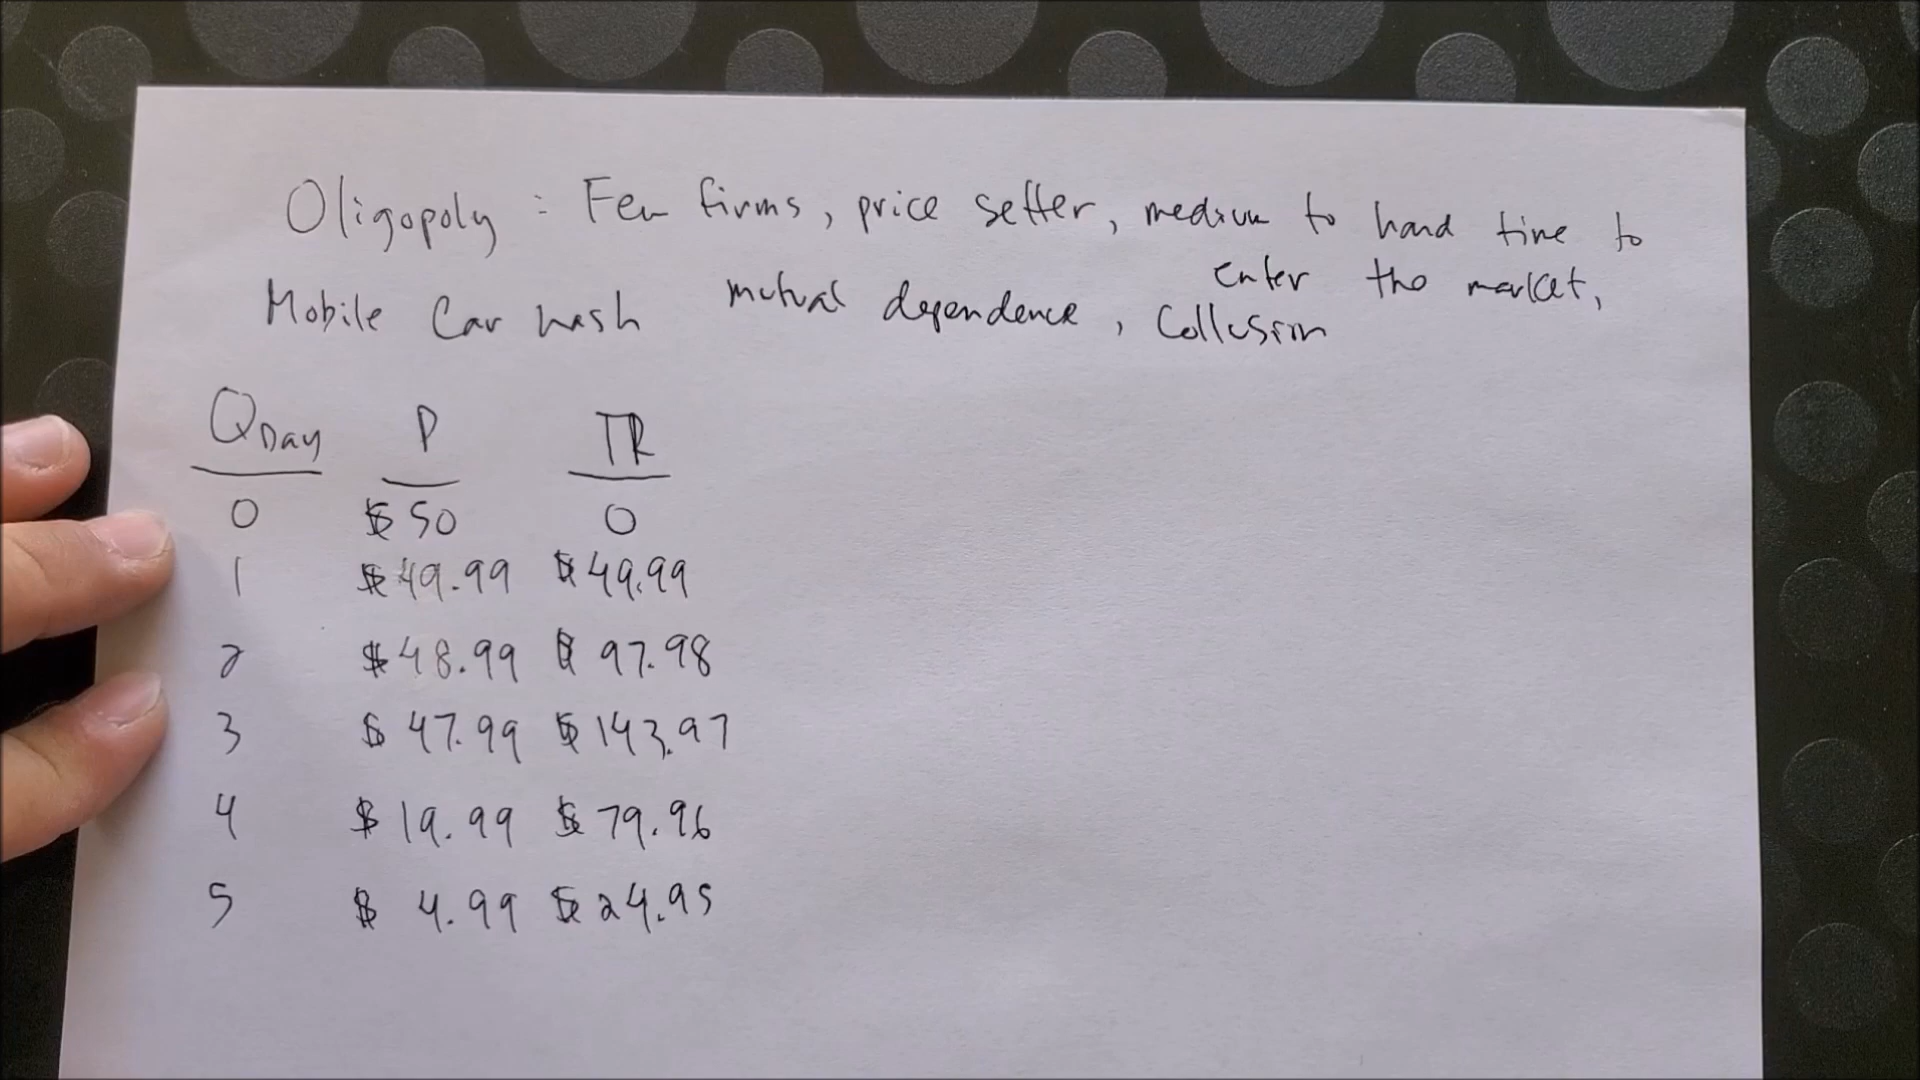 Oligopoly : Few firms, price setter, medium to hard time to
enter the market,
Mobile Car wash mutual dependence, Collusion
QDay P TR
0 $50 0
1 $49.99 $49.99
2 $48.99 $97.98
3 $47.99 $143.97
4 $19.99 $79.96
5 $4.99 $24.95